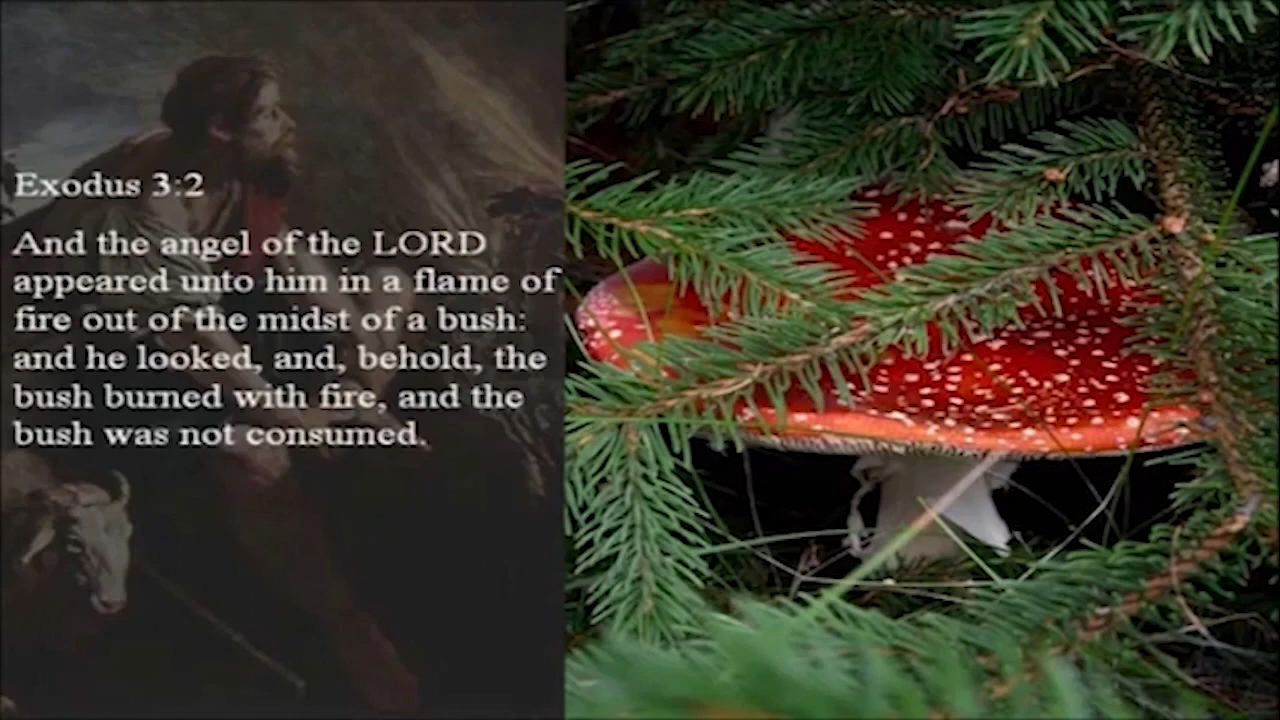 Exodus 3:2
And the angel of the LORD
appeared unto him in a flame of
fire out of the midst of a bush:
and he looked, and, behold, the
bush burned with fire, and the
bush was not consumed.